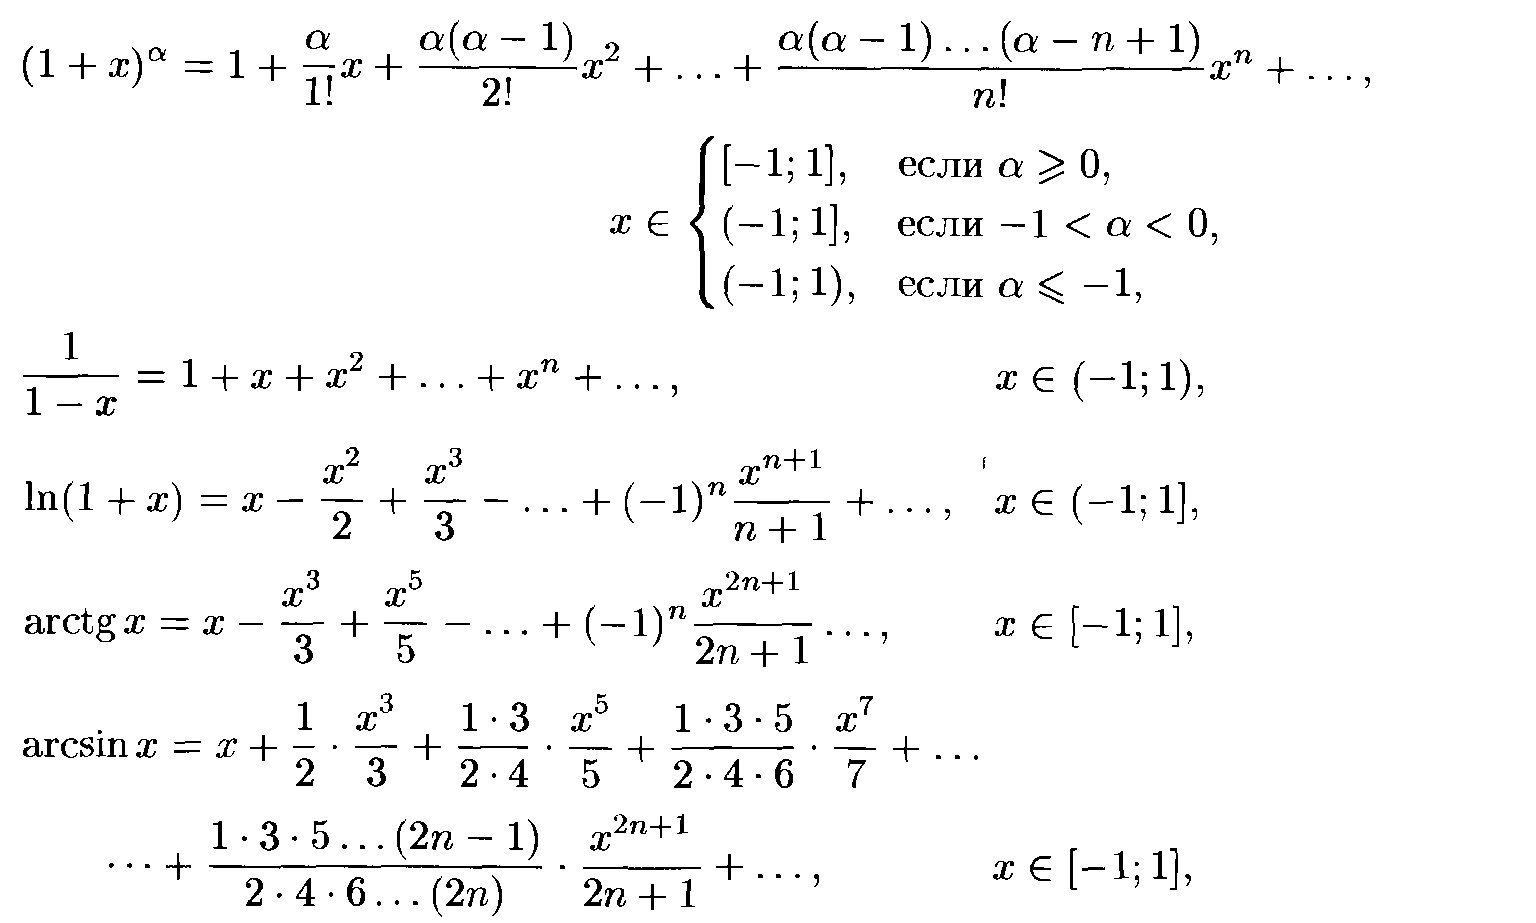 (1 + x)^α = 1 + α/1! x + α(α − 1)/2! x² + ... + α(α − 1)...(α − n + 1)/n! xⁿ + ...,
x ∈ { [−1; 1], если α ⩾ 0,
(−1; 1], если −1 < α < 0,
(−1; 1), если α ⩽ −1,
1/(1 − x) = 1 + x + x² + ... + xⁿ + ..., x ∈ (−1; 1),
ln(1 + x) = x − x²/2 + x³/3 − ... + (−1)ⁿ x^(n+1)/(n + 1) + ..., x ∈ (−1; 1],
arctg x = x − x³/3 + x⁵/5 − ... + (−1)ⁿ x^(2n+1)/(2n + 1) ..., x ∈ [−1; 1],
arcsin x = x + 1/2 · x³/3 + (1 · 3)/(2 · 4) · x⁵/5 + (1 · 3 · 5)/(2 · 4 · 6) · x⁷/7 + ...
··· + (1 · 3 · 5 ... (2n − 1))/(2 · 4 · 6 ... (2n)) · x^(2n+1)/(2n + 1) + ..., x ∈ [−1; 1],